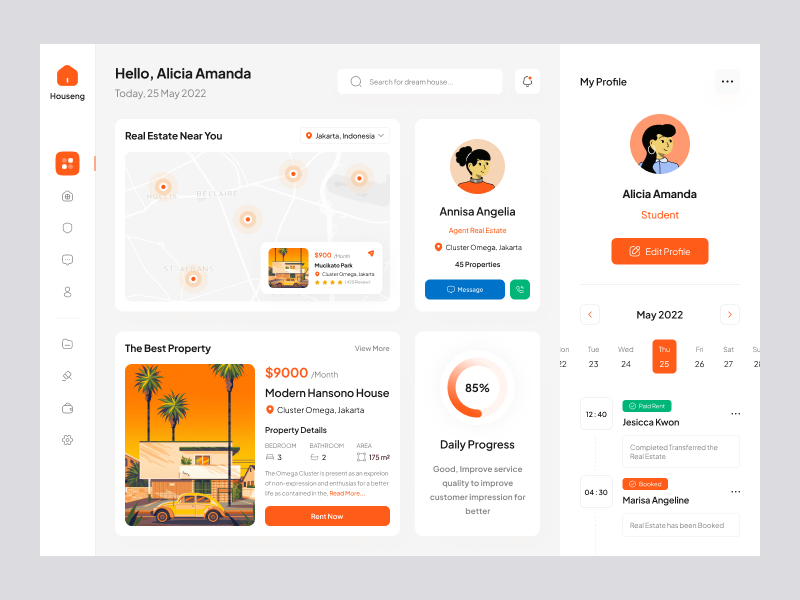 Houseng
Hello, Alicia Amanda
Today, 25 May 2022
Search for dream house...
Real Estate Near You
Jakarta, Indonesia
BELLAIRE
ST ALBANS
$900 /Month
Mucikato Park
Cluster Omega, Jakarta
Annisa Angelia
Agent Real Estate
Cluster Omega, Jakarta
45 Properties
Message
The Best Property
View More
$9000 /Month
Modern Hansono House
Cluster Omega, Jakarta
Property Details
BEDROOM BATHROOM AREA
3 2 175 m²
The Omega Cluster is present as an expreion
of non-expression and enthusias for a better
life as contained in the, Read More...
Rent Now
85%
Daily Progress
Good, Improve service
quality to improve
customer impression for
better
My Profile
Alicia Amanda
Student
Edit Profile
May 2022
on Tue Wed Thu Fri Sat Su
22 23 24 25 26 27 28
12 : 40
Paid Rent
Jesicca Kwon
Completed Transferred the
Real Estate
04 : 30
Booked
Marisa Angeline
Real Estate has been Booked